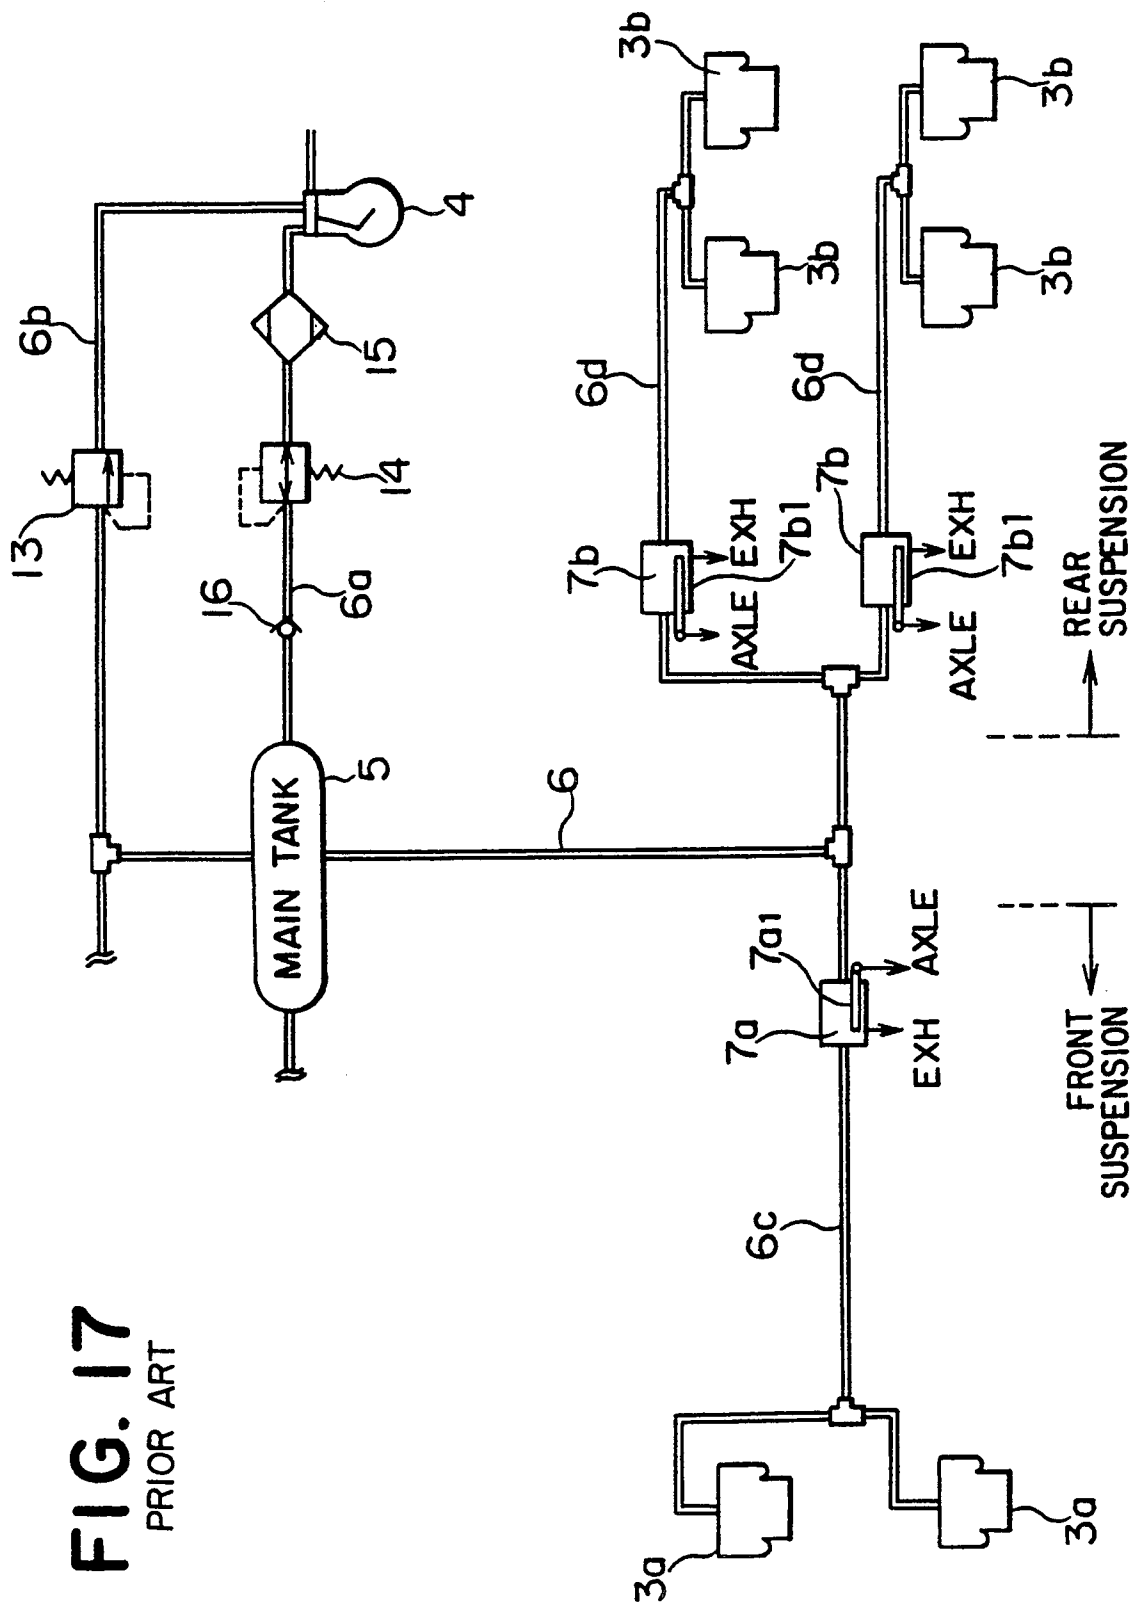 FIG. 17
PRIOR ART
13
6b
4
15
14
16
6a
MAIN TANK
5
6
3b
3b
3b
3b
6d
6d
7b
7b
EXH
7b1
AXLE
EXH
7b1
AXLE
REAR
SUSPENSION
7a1
7a
AXLE
EXH
FRONT
SUSPENSION
6c
3a
3a